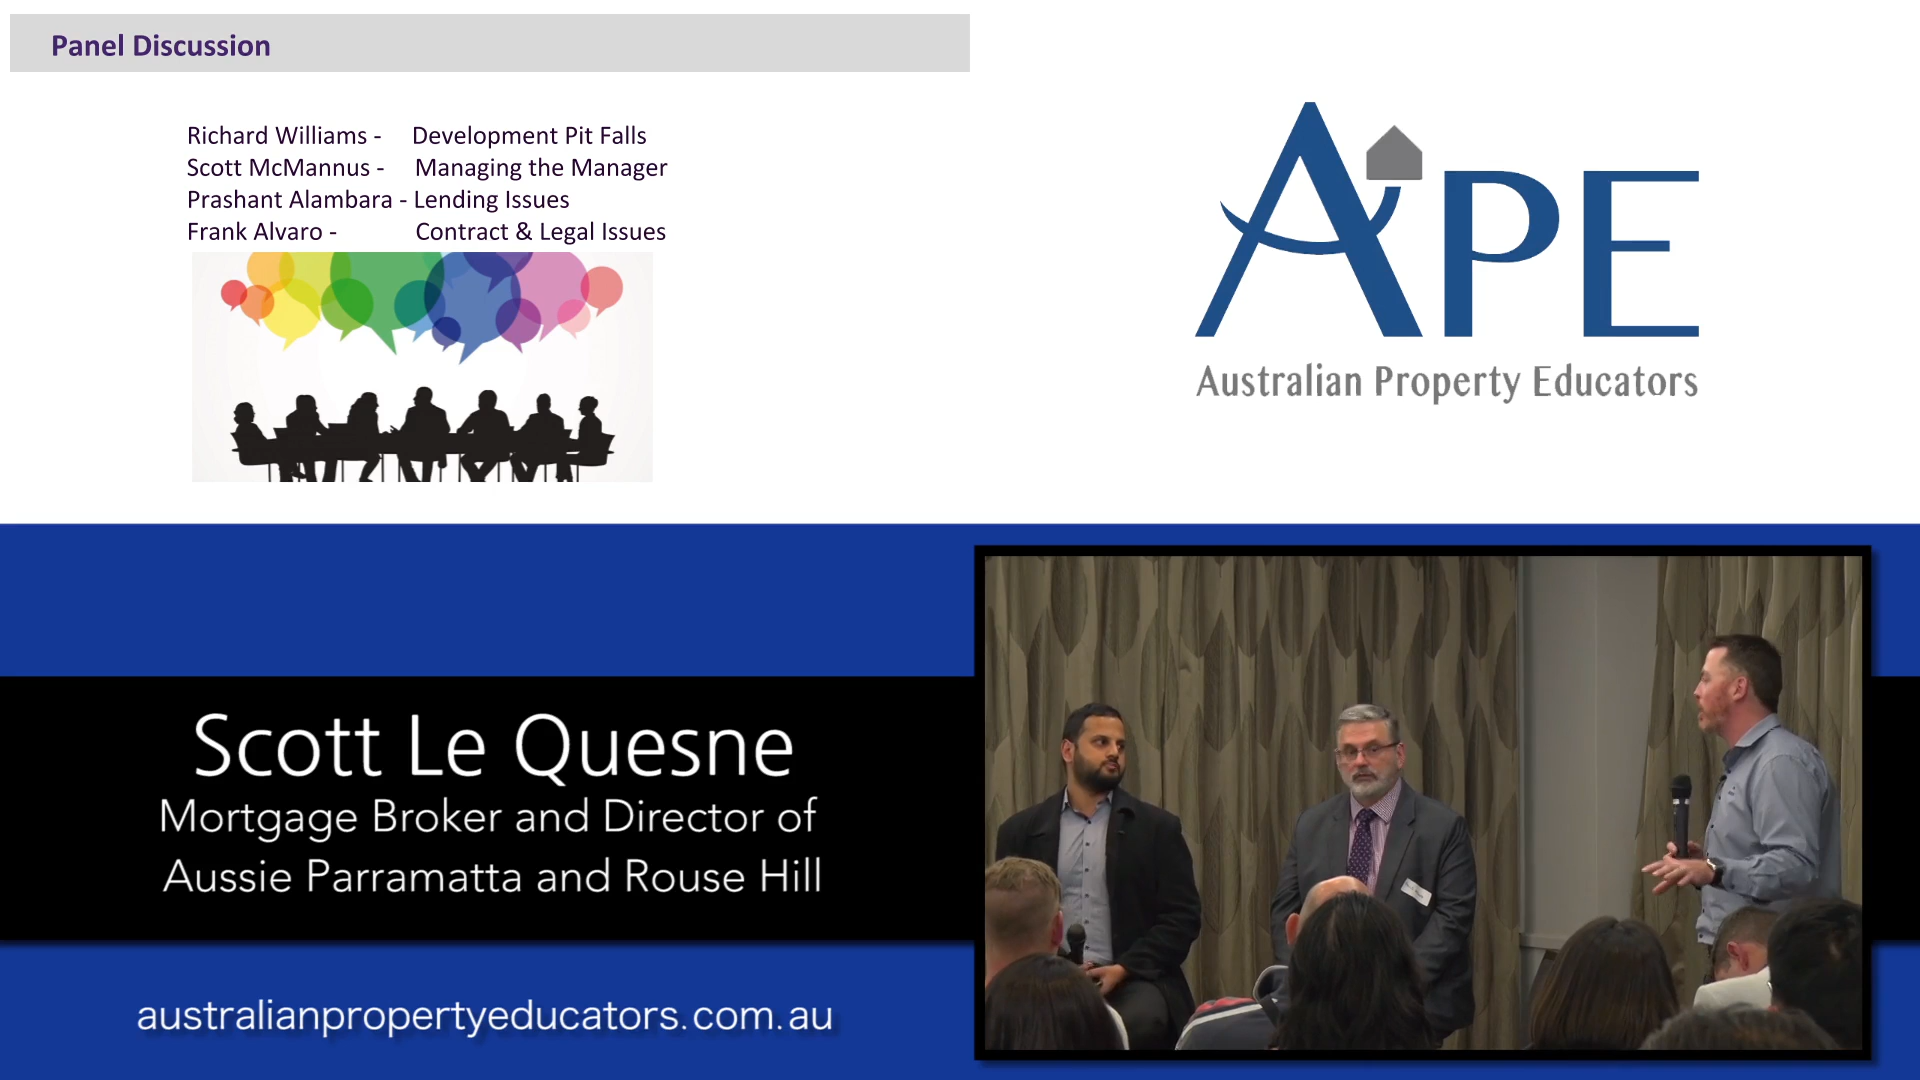 Panel Discussion
Richard Williams - Development Pit Falls
Scott McMannus - Managing the Manager
Prashant Alambara - Lending Issues
Frank Alvaro - Contract & Legal Issues
APE
Australian Property Educators
Scott Le Quesne
Mortgage Broker and Director of
Aussie Parramatta and Rouse Hill
australianpropertyeducators.com.au